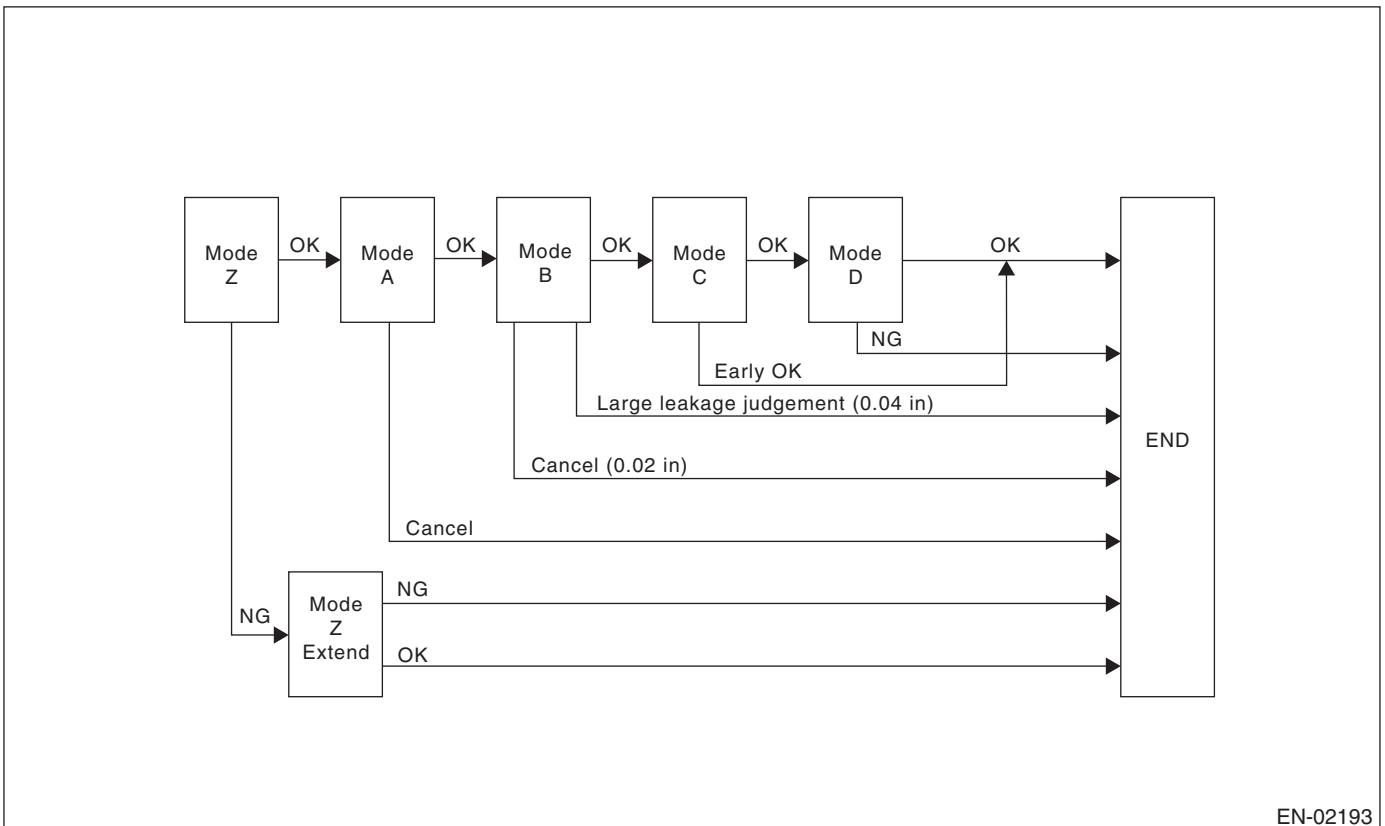 Mode
Z
OK
Mode
A
OK
Mode
B
OK
Mode
C
OK
Mode
D
OK
NG
Early OK
Large leakage judgement (0.04 in)
Cancel (0.02 in)
Cancel
END
NG
Mode
Z
Extend
NG
OK
EN-02193